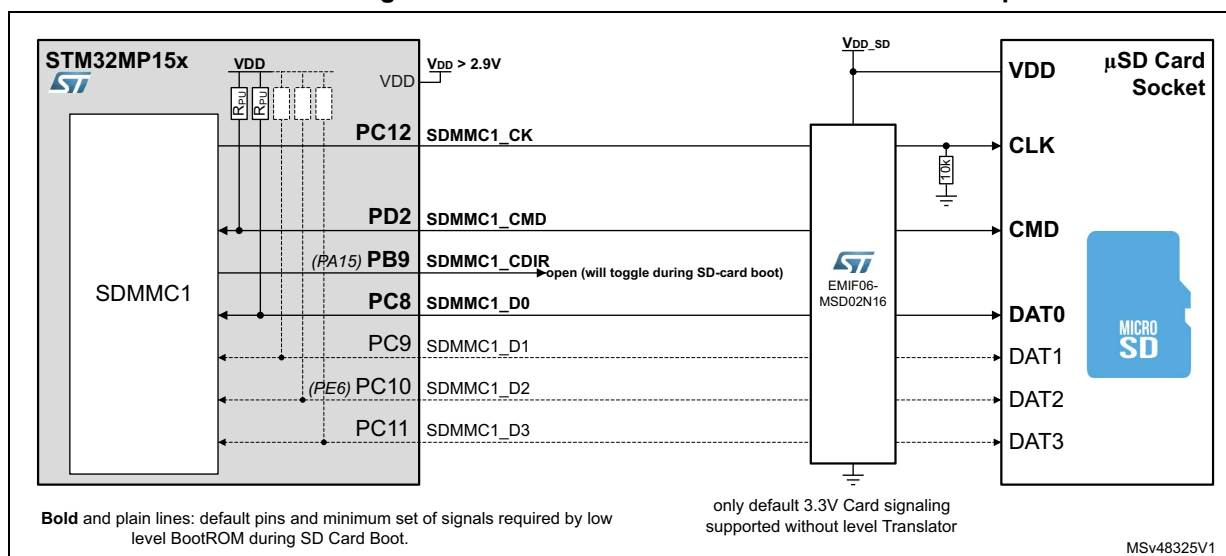 STM32MP15x
ST
VDD
VDD
VDD > 2.9V
RPU
RPU
SDMMC1
PC12 SDMMC1_CK
PD2 SDMMC1_CMD
(PA15) PB9 SDMMC1_CDIR
open (will toggle during SD-card boot)
PC8 SDMMC1_D0
PC9 SDMMC1_D1
(PE6) PC10 SDMMC1_D2
PC11 SDMMC1_D3
VDD_SD
ST
EMIF06-
MSD02N16
10k
µSD Card
Socket
VDD
CLK
CMD
DAT0
DAT1
DAT2
DAT3
MICRO
SD
only default 3.3V Card signaling
supported without level Translator
Bold and plain lines: default pins and minimum set of signals required by low
level BootROM during SD Card Boot.
MSv48325V1